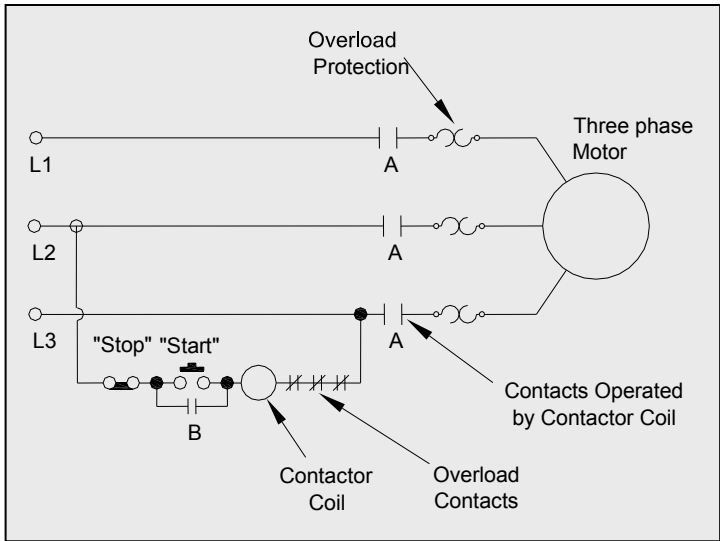 Overload
Protection
Three phase
Motor
L1
A
L2
A
L3
A
"Stop" "Start"
B
Contacts Operated
by Contactor Coil
Contactor
Coil
Overload
Contacts